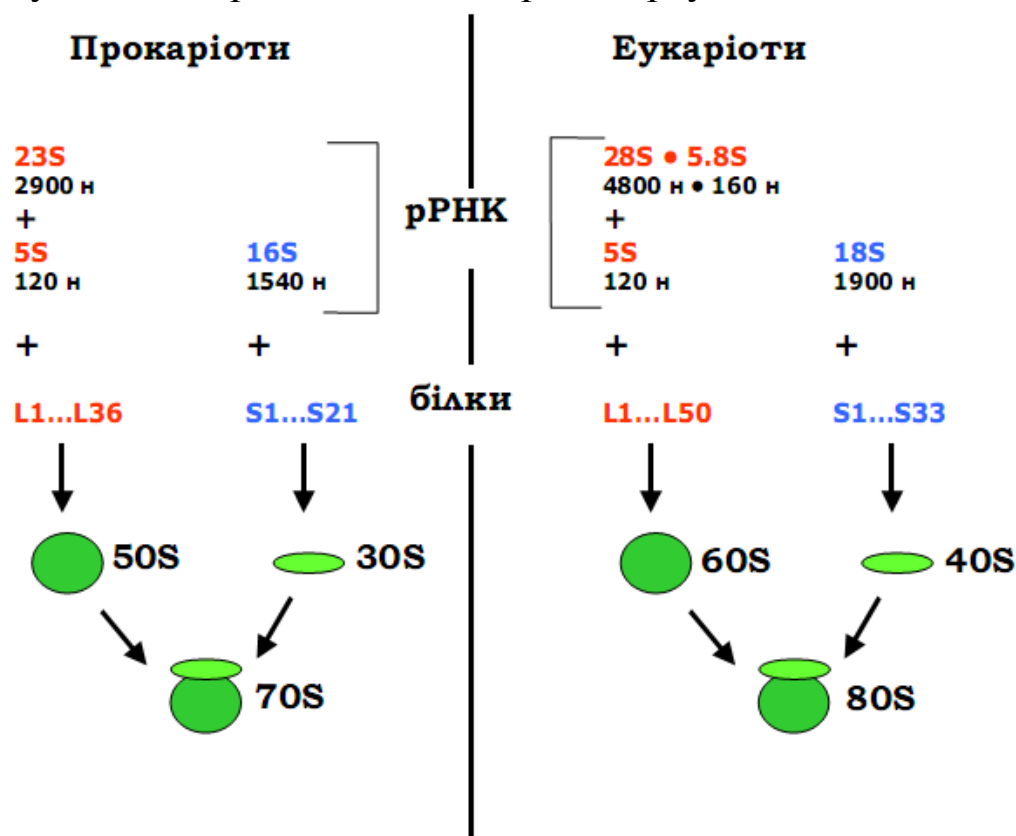 Прокаріоти
Еукаріоти
23S
2900 н
+
5S
120 н
16S
1540 н
рРНК
28S • 5.8S
4800 н • 160 н
+
5S
120 н
18S
1900 н
+
+
+
+
білки
L1...L36
S1...S21
L1...L50
S1...S33
50S
30S
60S
40S
70S
80S